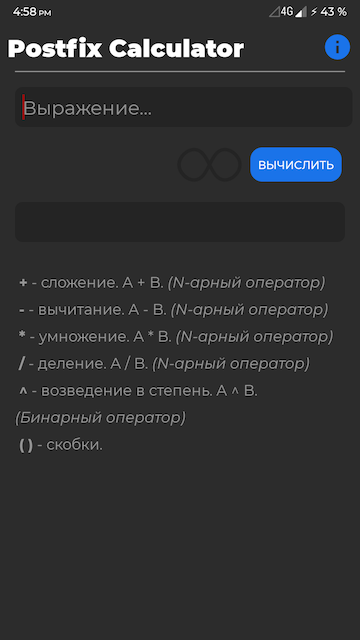 4:58 PM 4G 43 %
Postfix Calculator
Выражение...
ВЫЧИСЛИТЬ
+ - сложение. A + B. (N-арный оператор)
- - вычитание. A - B. (N-арный оператор)
* - умножение. A * B. (N-арный оператор)
/ - деление. A / B. (N-арный оператор)
^ - возведение в степень. A ^ B.
(Бинарный оператор)
( ) - скобки.